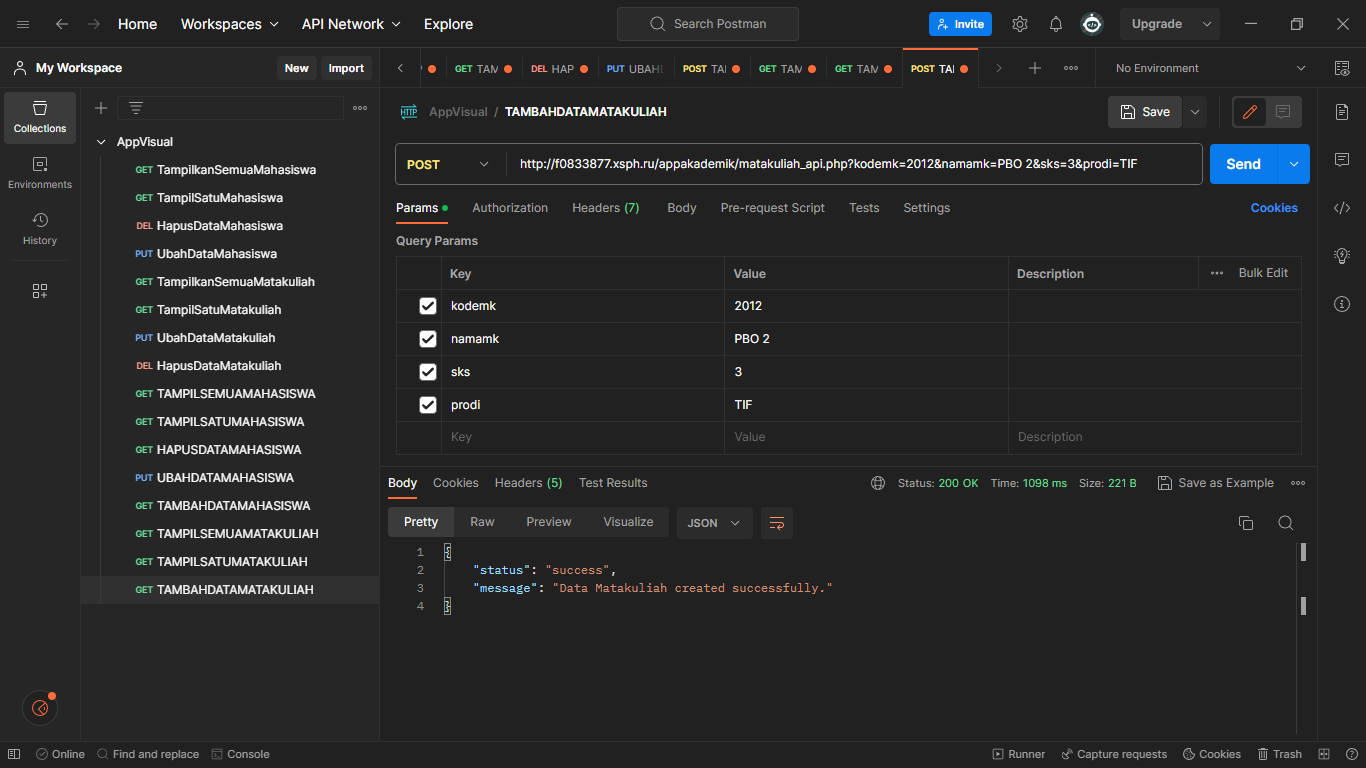 Home Workspaces API Network Explore Search Postman Invite Upgrade
My Workspace New Import GET TAM DEL HAP PUT UBAH POST TA GET TAM GET TAM POST TA No Environment
Collections
Environments
History
AppVisual
GET TampilkanSemuaMahasiswa
GET TampilSatuMahasiswa
DEL HapusDataMahasiswa
PUT UbahDataMahasiswa
GET TampilkanSemuaMatakuliah
GET TampilSatuMatakuliah
PUT UbahDataMatakuliah
DEL HapusDataMatakuliah
GET TAMPILSEMUAMAHASISWA
GET TAMPILSATUMAHASISWA
GET HAPUSDATAMAHASISWA
PUT UBAHDATAMAHASISWA
GET TAMBAHDATAMAHASISWA
GET TAMPILSEMUAMATAKULIAH
GET TAMPILSATUMATAKULIAH
GET TAMBAHDATAMATAKULIAH
HTTP AppVisual / TAMBAHDATAMATAKULIAH Save
POST http://f0833877.xsph.ru/appakademik/matakuliah_api.php?kodemk=2012&namamk=PBO 2&sks=3&prodi=TIF Send
Params Authorization Headers (7) Body Pre-request Script Tests Settings Cookies
Query Params
Key Value Description Bulk Edit
kodemk 2012
namamk PBO 2
sks 3
prodi TIF
Key Value Description
Body Cookies Headers (5) Test Results Status: 200 OK Time: 1098 ms Size: 221 B Save as Example
Pretty Raw Preview Visualize JSON
1 {
2 "status": "success",
3 "message": "Data Matakuliah created successfully."
4 }
Online Find and replace Console Runner Capture requests Cookies Trash